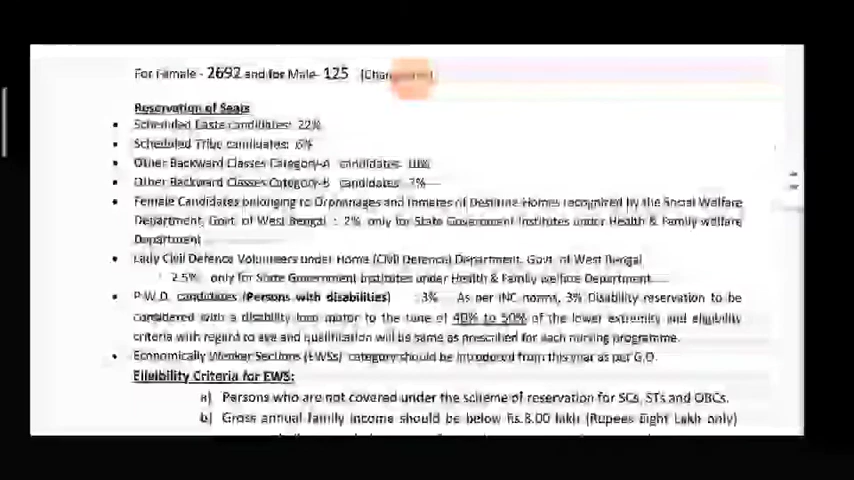 For Female - 2692 and for Male- 125
Reservation of Seats
• Scheduled Caste candidates: 22%
• Scheduled Tribe candidates: 6%
• Other Backward Classes Category-A candidates- 10%
• Other Backward Classes Category-B candidates- 7%
• Female Candidates belonging to Orphanages and Inmates of Destitute Homes recognized by the Social Welfare
Department, Govt. of West Bengal : 2% only for State Government Institutes under Health & Family welfare
Department
• Lady Civil Defence Volunteers under Home (Civil Defence) Department, Govt. of West Bengal
: 2.5% only for State Government Institutes under Health & Family welfare Department
• P.W.D candidates (Persons with disabilities) 3% As per INC norms, 3% Disability reservation to be
considered with a disability loco motor to the tune of 40% to 50% of the lower extremity and eligibility
criteria with regard to age and qualification will be same as prescribed for each nursing programme.
• Economically Weaker Sections (EWSs) category should be introduced from this year as per G.O.
Eligibility Criteria for EWS:
a) Persons who are not covered under the scheme of reservation for SCs, STs and OBCs.
b) Gross annual family income should be below Rs.8.00 lakh (Rupees Eight Lakh only)